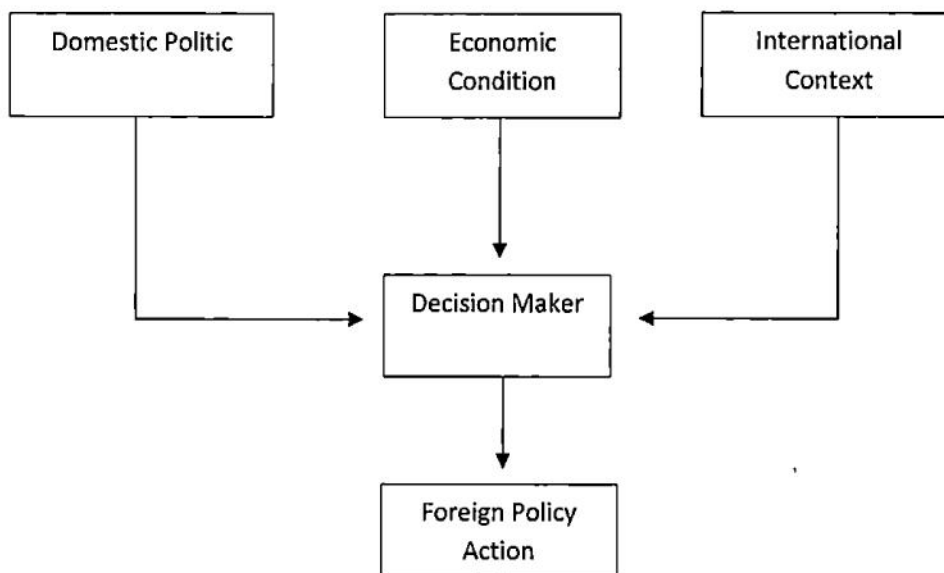 Domestic Politic
Economic
Condition
International
Context
Decision Maker
Foreign Policy
Action